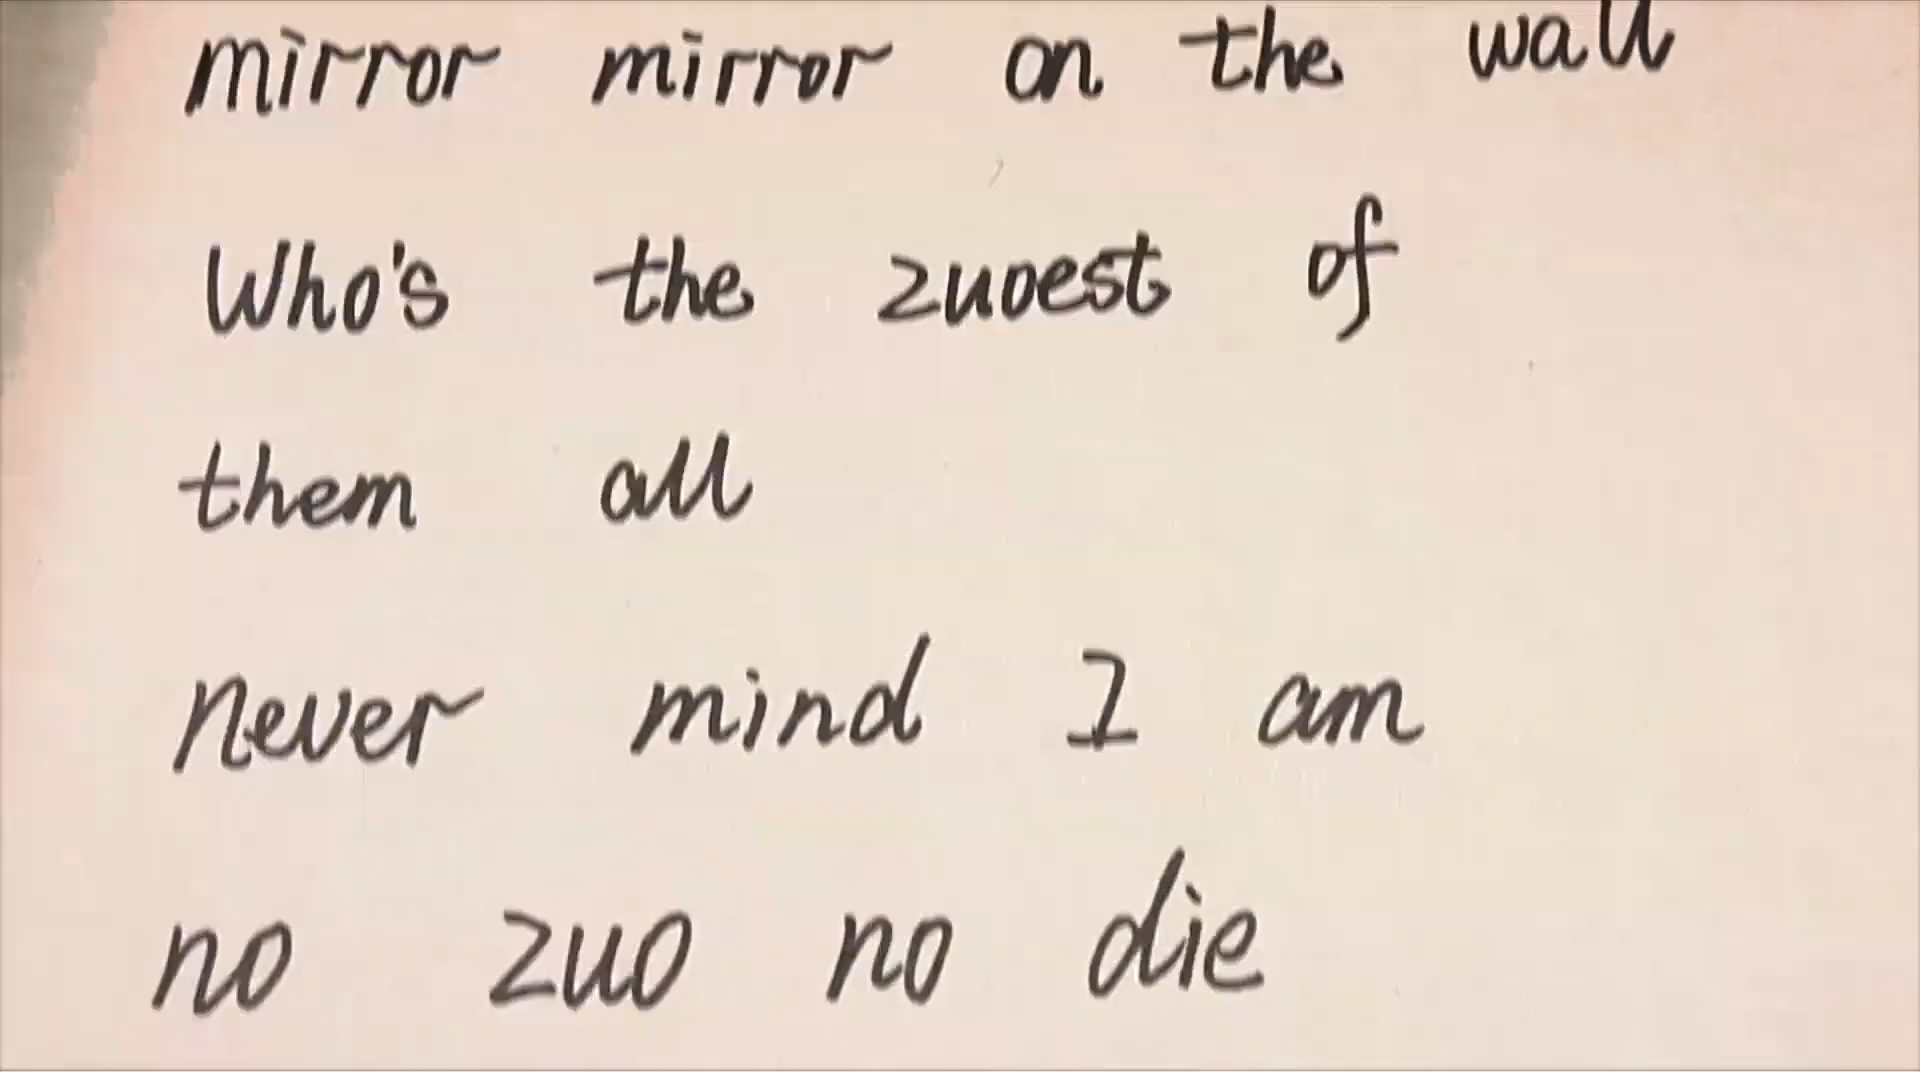 mirror mirror on the wall
Who's the zuoest of
them all
never mind I am
no zuo no die